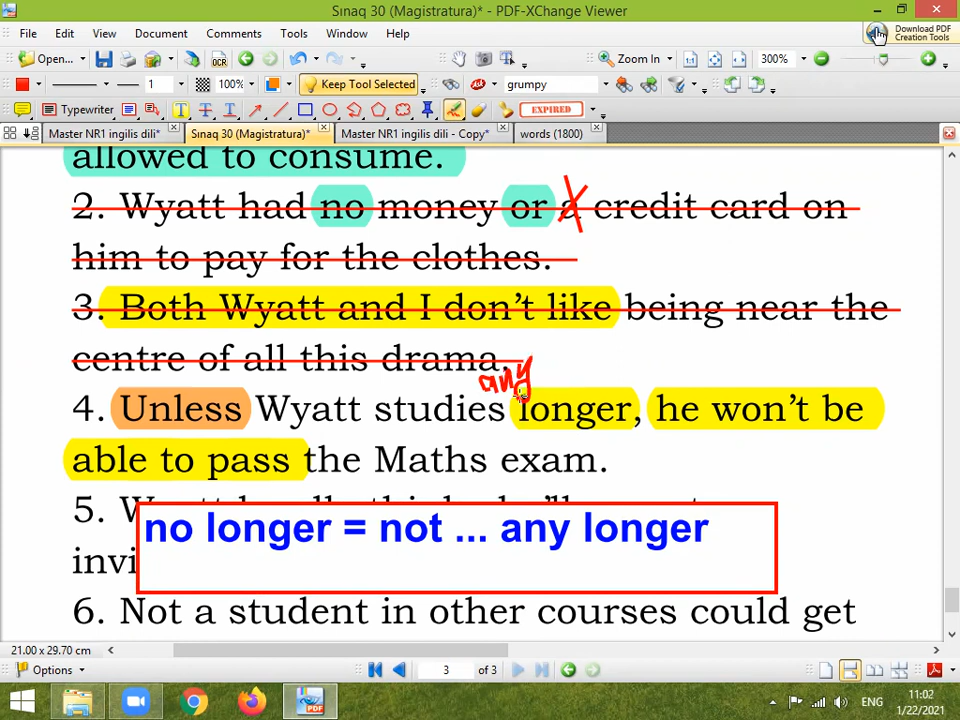 Sınaq 30 (Magistratura)* - PDF-XChange Viewer
File Edit View Document Comments Tools Window Help
Download PDF
Creation Tools
Open... OCR Zoom In 300%
1 100% Keep Tool Selected grumpy
Typewriter T T T EXPIRED
Master NR1 ingilis dili* Sınaq 30 (Magistratura)* Master NR1 ingilis dili - Copy* words (1800)
allowed to consume.
2. Wyatt had no money or a credit card on
him to pay for the clothes.
3. Both Wyatt and I don't like being near the
centre of all this drama.
any
4. Unless Wyatt studies longer, he won't be
able to pass the Maths exam.
5.
no longer = not ... any longer
invi
6. Not a student in other courses could get
21.00 x 29.70 cm
Options 3 of 3
ENG
11:02
1/22/2021